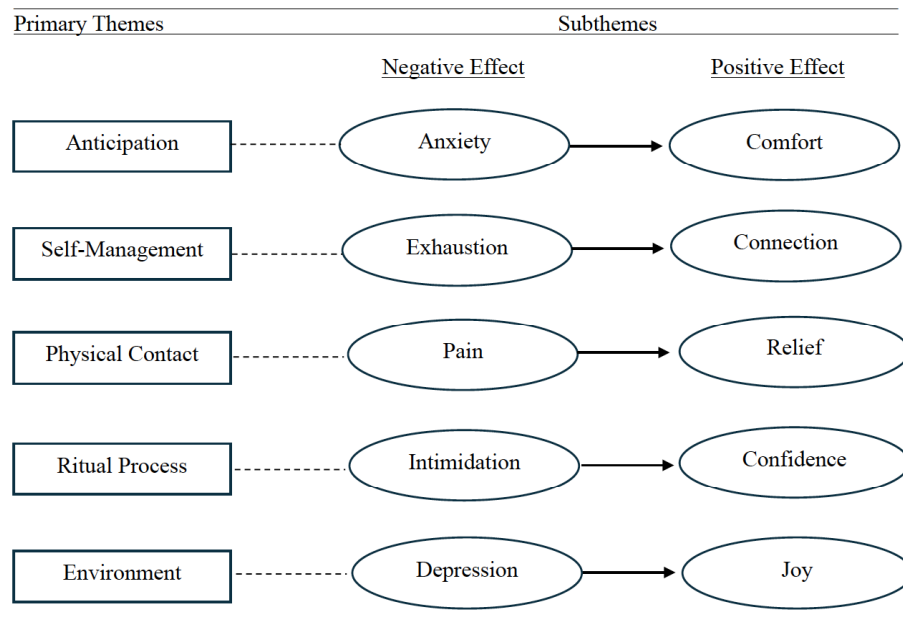 Primary Themes Subthemes
Negative Effect Positive Effect
Anticipation Anxiety Comfort
Self-Management Exhaustion Connection
Physical Contact Pain Relief
Ritual Process Intimidation Confidence
Environment Depression Joy